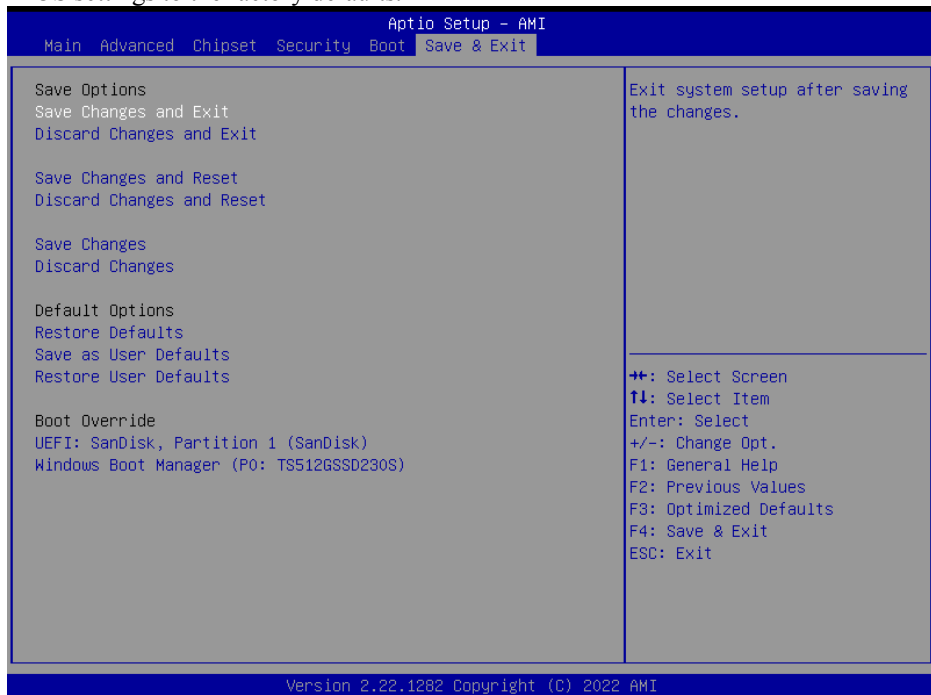 Aptio Setup – AMI
Main Advanced Chipset Security Boot Save & Exit
Save Options
Save Changes and Exit
Discard Changes and Exit
Save Changes and Reset
Discard Changes and Reset
Save Changes
Discard Changes
Default Options
Restore Defaults
Save as User Defaults
Restore User Defaults
Boot Override
UEFI: SanDisk, Partition 1 (SanDisk)
Windows Boot Manager (P0: TS512GSSD230S)
Exit system setup after saving
the changes.
→←: Select Screen
↑↓: Select Item
Enter: Select
+/-: Change Opt.
F1: General Help
F2: Previous Values
F3: Optimized Defaults
F4: Save & Exit
ESC: Exit
Version 2.22.1282 Copyright (C) 2022 AMI